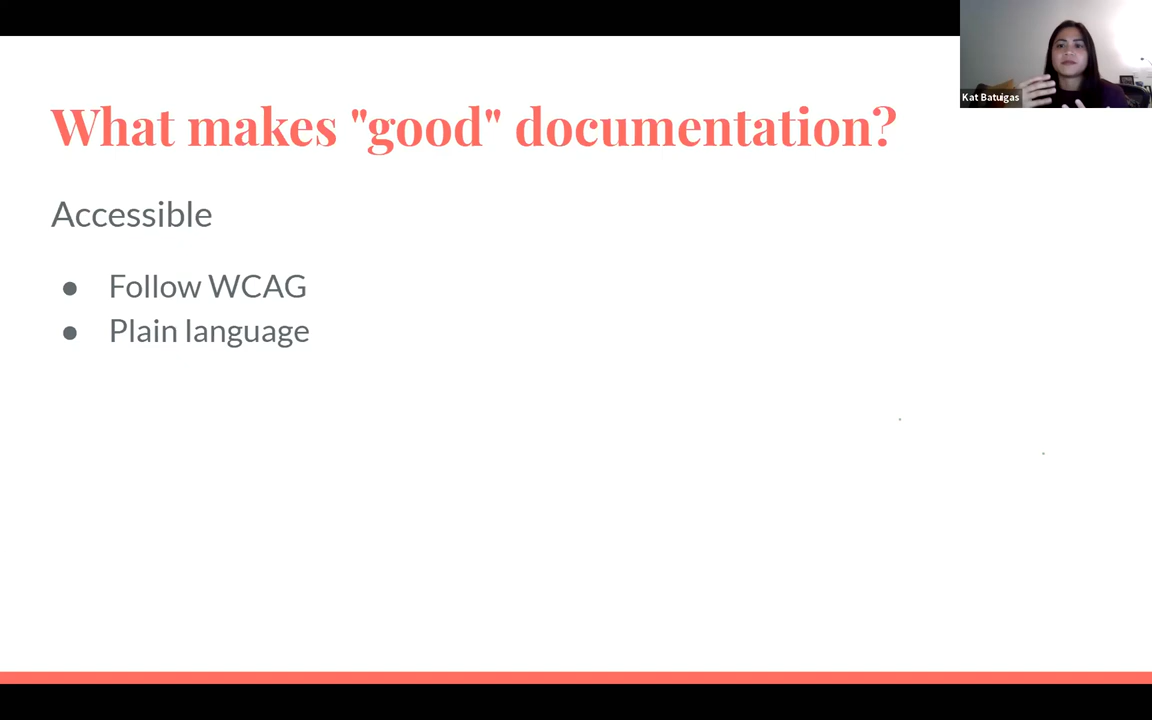 What makes "good" documentation?
Kat Batuigas
Accessible
● Follow WCAG
● Plain language